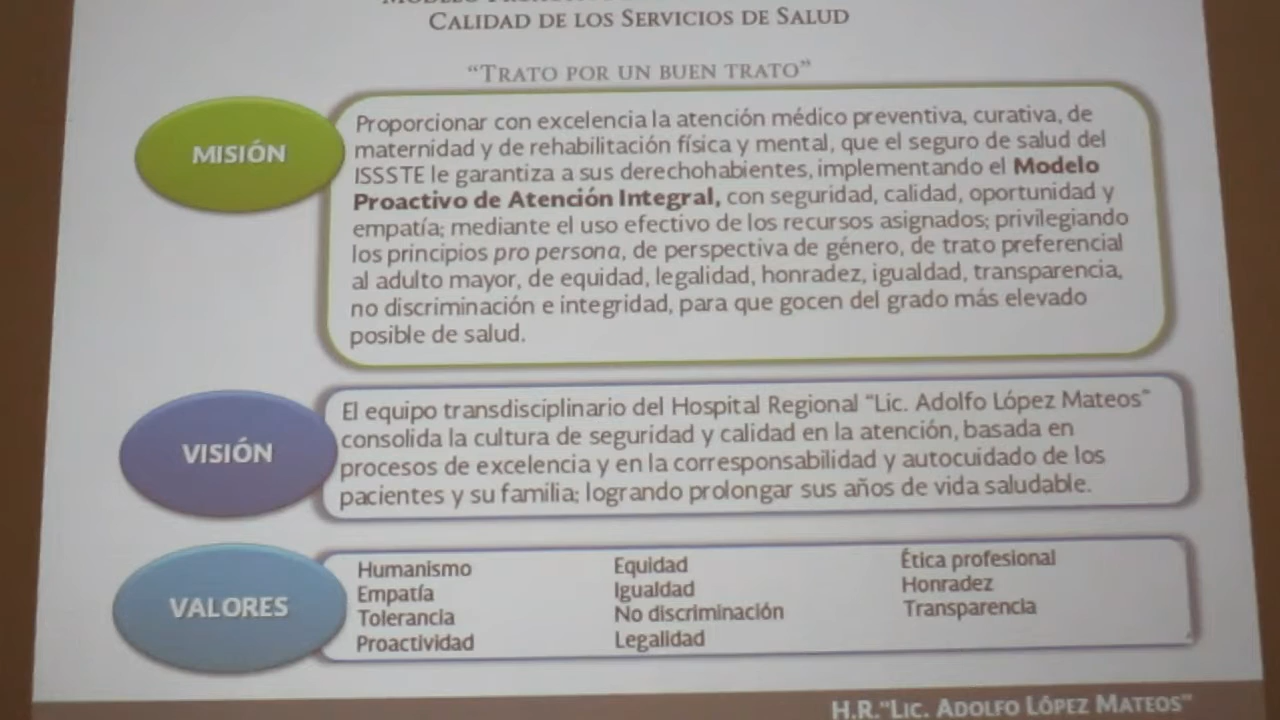 CALIDAD DE LOS SERVICIOS DE SALUD
“TRATO POR UN BUEN TRATO”
MISIÓN
Proporcionar con excelencia la atención médico preventiva, curativa, de
maternidad y de rehabilitación física y mental, que el seguro de salud del
ISSSTE le garantiza a sus derechohabientes, implementando el Modelo
Proactivo de Atención Integral, con seguridad, calidad, oportunidad y
empatía; mediante el uso efectivo de los recursos asignados; privilegiando
los principios pro persona, de perspectiva de género, de trato preferencial
al adulto mayor, de equidad, legalidad, honradez, igualdad, transparencia,
no discriminación e integridad, para que gocen del grado más elevado
posible de salud.
VISIÓN
El equipo transdisciplinario del Hospital Regional “Lic. Adolfo López Mateos”
consolida la cultura de seguridad y calidad en la atención, basada en
procesos de excelencia y en la corresponsabilidad y autocuidado de los
pacientes y su familia; logrando prolongar sus años de vida saludable.
VALORES
Humanismo
Empatía
Tolerancia
Proactividad
Equidad
Igualdad
No discriminación
Legalidad
Ética profesional
Honradez
Transparencia
H.R.“LIC. ADOLFO LÓPEZ MATEOS”